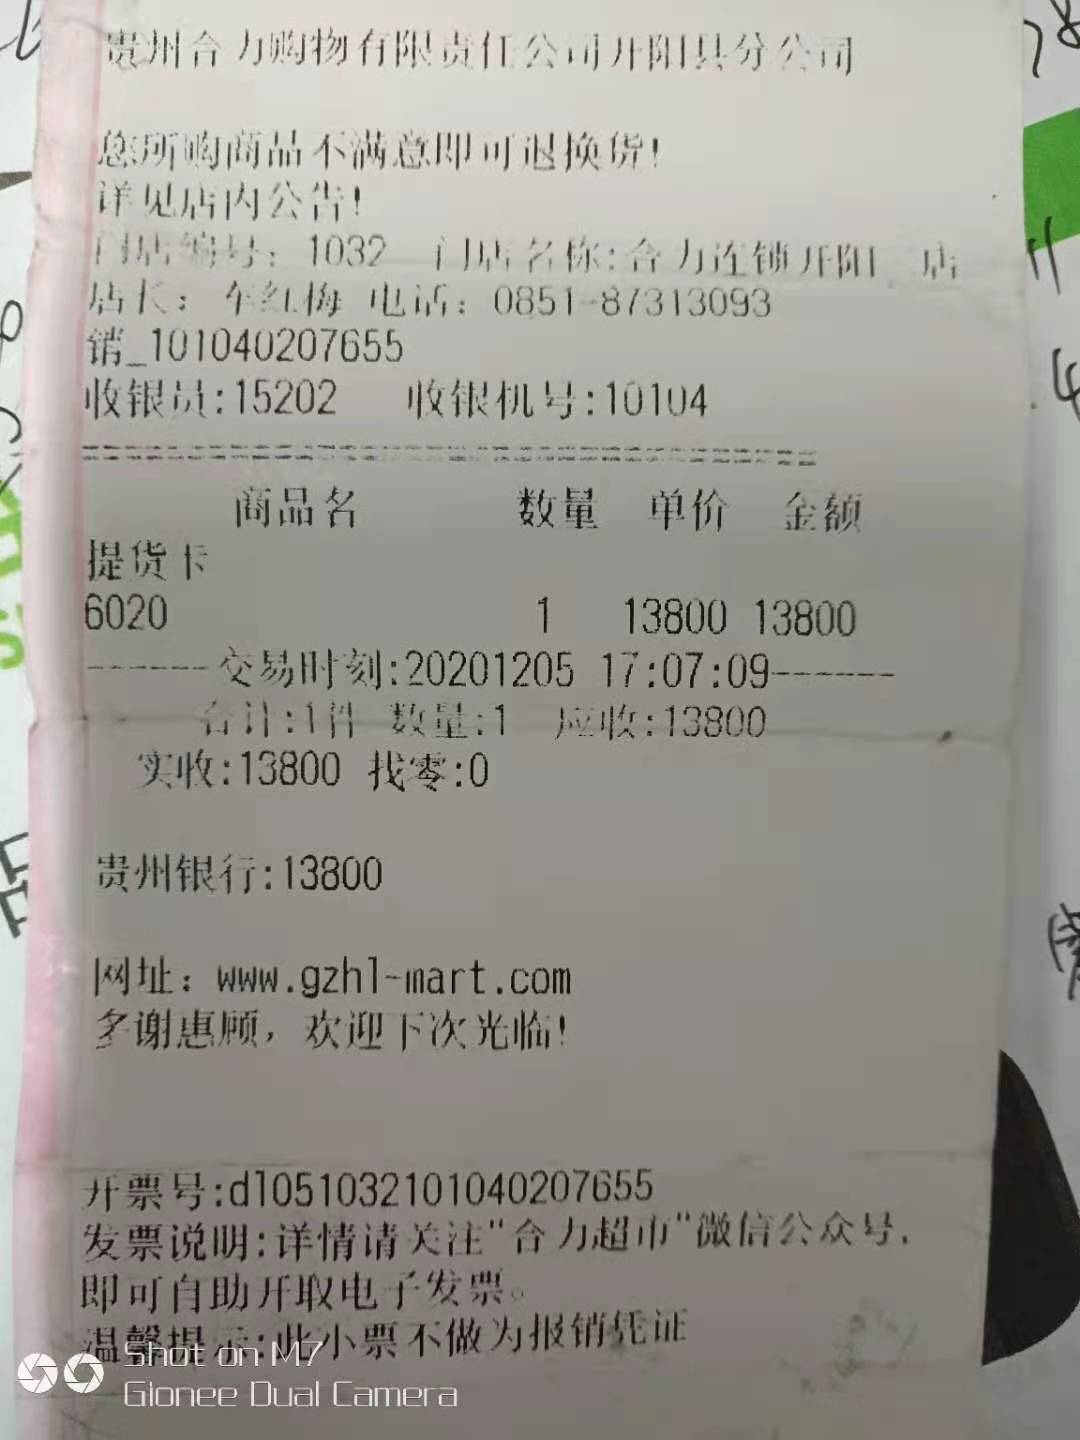 贵州合力购物有限责任公司开阳县分公司
您所购商品不满意即可退换货!
详见店内公告!
门店编号: 1032 门店名称:合力连锁开阳二店
店长: 车红梅 电话: 0851-87313093
销_101040207655
收银员:15202 收银机号:10104
商品名 数量 单价 金额
提货卡
6020 1 13800 13800
------交易时刻:20201205 17:07:09------
合计:1件 数量:1 应收:13800
实收:13800 找零:0
贵州银行:13800
网址: www.gzhl-mart.com
多谢惠顾, 欢迎下次光临!
开票号:d1051032101040207655
发票说明:详情请关注"合力超市"微信公众号,
即可自助开取电子发票。
温馨提示:此小票不做为报销凭证
Shot on M7
Gionee Dual Camera